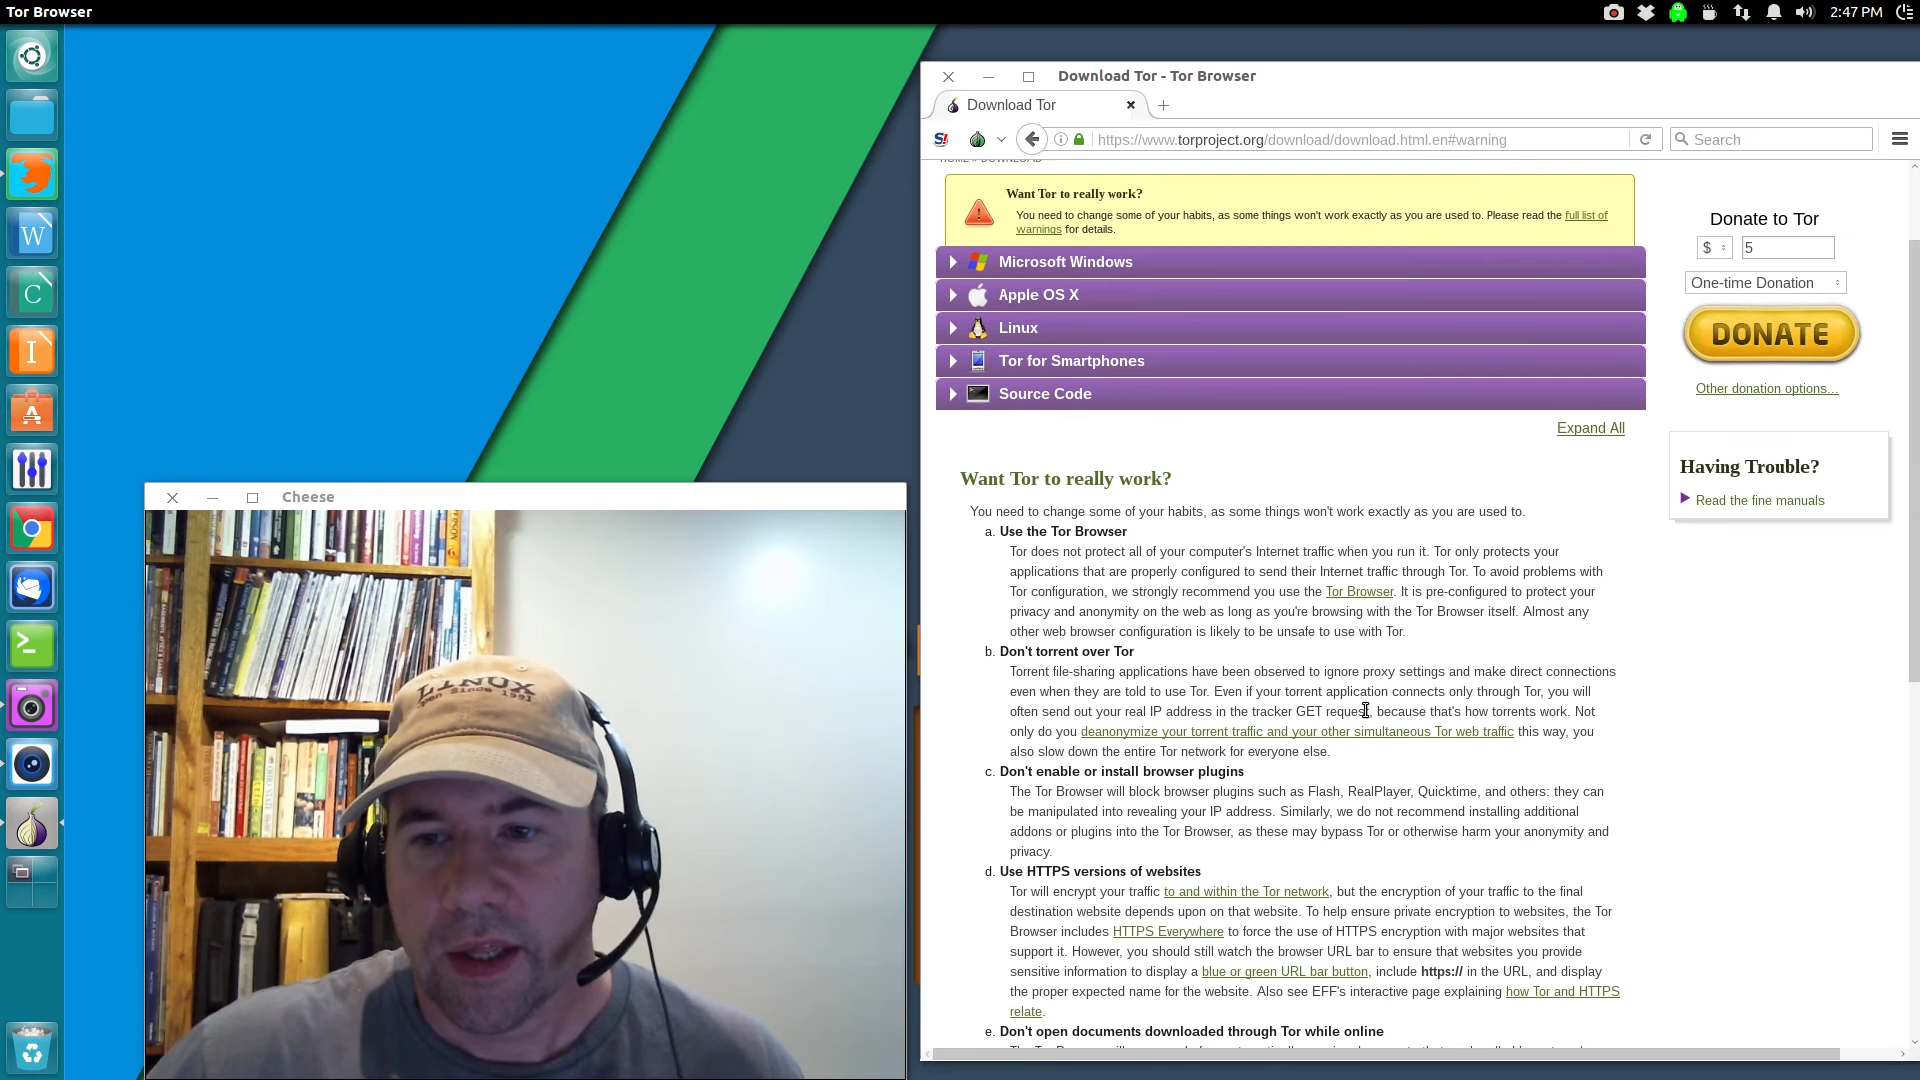 Tor Browser
2:47 PM
Download Tor - Tor Browser
Download Tor
S!
https://www.torproject.org/download/download.html.en#warning
Search
HOME » DOWNLOAD
Want Tor to really work?
You need to change some of your habits, as some things won't work exactly as you are used to. Please read the full list of
warnings for details.
Microsoft Windows
Apple OS X
Linux
Tor for Smartphones
Source Code
Expand All
Donate to Tor
$
5
One-time Donation
DONATE
Other donation options...
Having Trouble?
Read the fine manuals
Want Tor to really work?
You need to change some of your habits, as some things won't work exactly as you are used to.
a. Use the Tor Browser
Tor does not protect all of your computer's Internet traffic when you run it. Tor only protects your
applications that are properly configured to send their Internet traffic through Tor. To avoid problems with
Tor configuration, we strongly recommend you use the Tor Browser. It is pre-configured to protect your
privacy and anonymity on the web as long as you're browsing with the Tor Browser itself. Almost any
other web browser configuration is likely to be unsafe to use with Tor.
b. Don't torrent over Tor
Torrent file-sharing applications have been observed to ignore proxy settings and make direct connections
even when they are told to use Tor. Even if your torrent application connects only through Tor, you will
often send out your real IP address in the tracker GET request, because that's how torrents work. Not
only do you deanonymize your torrent traffic and your other simultaneous Tor web traffic this way, you
also slow down the entire Tor network for everyone else.
c. Don't enable or install browser plugins
The Tor Browser will block browser plugins such as Flash, RealPlayer, Quicktime, and others: they can
be manipulated into revealing your IP address. Similarly, we do not recommend installing additional
addons or plugins into the Tor Browser, as these may bypass Tor or otherwise harm your anonymity and
privacy.
d. Use HTTPS versions of websites
Tor will encrypt your traffic to and within the Tor network, but the encryption of your traffic to the final
destination website depends upon on that website. To help ensure private encryption to websites, the Tor
Browser includes HTTPS Everywhere to force the use of HTTPS encryption with major websites that
support it. However, you should still watch the browser URL bar to ensure that websites you provide
sensitive information to display a blue or green URL bar button, include https:// in the URL, and display
the proper expected name for the website. Also see EFF's interactive page explaining how Tor and HTTPS
relate.
e. Don't open documents downloaded through Tor while online
W
C
I
A
Cheese
LINUX
Open Since 1991